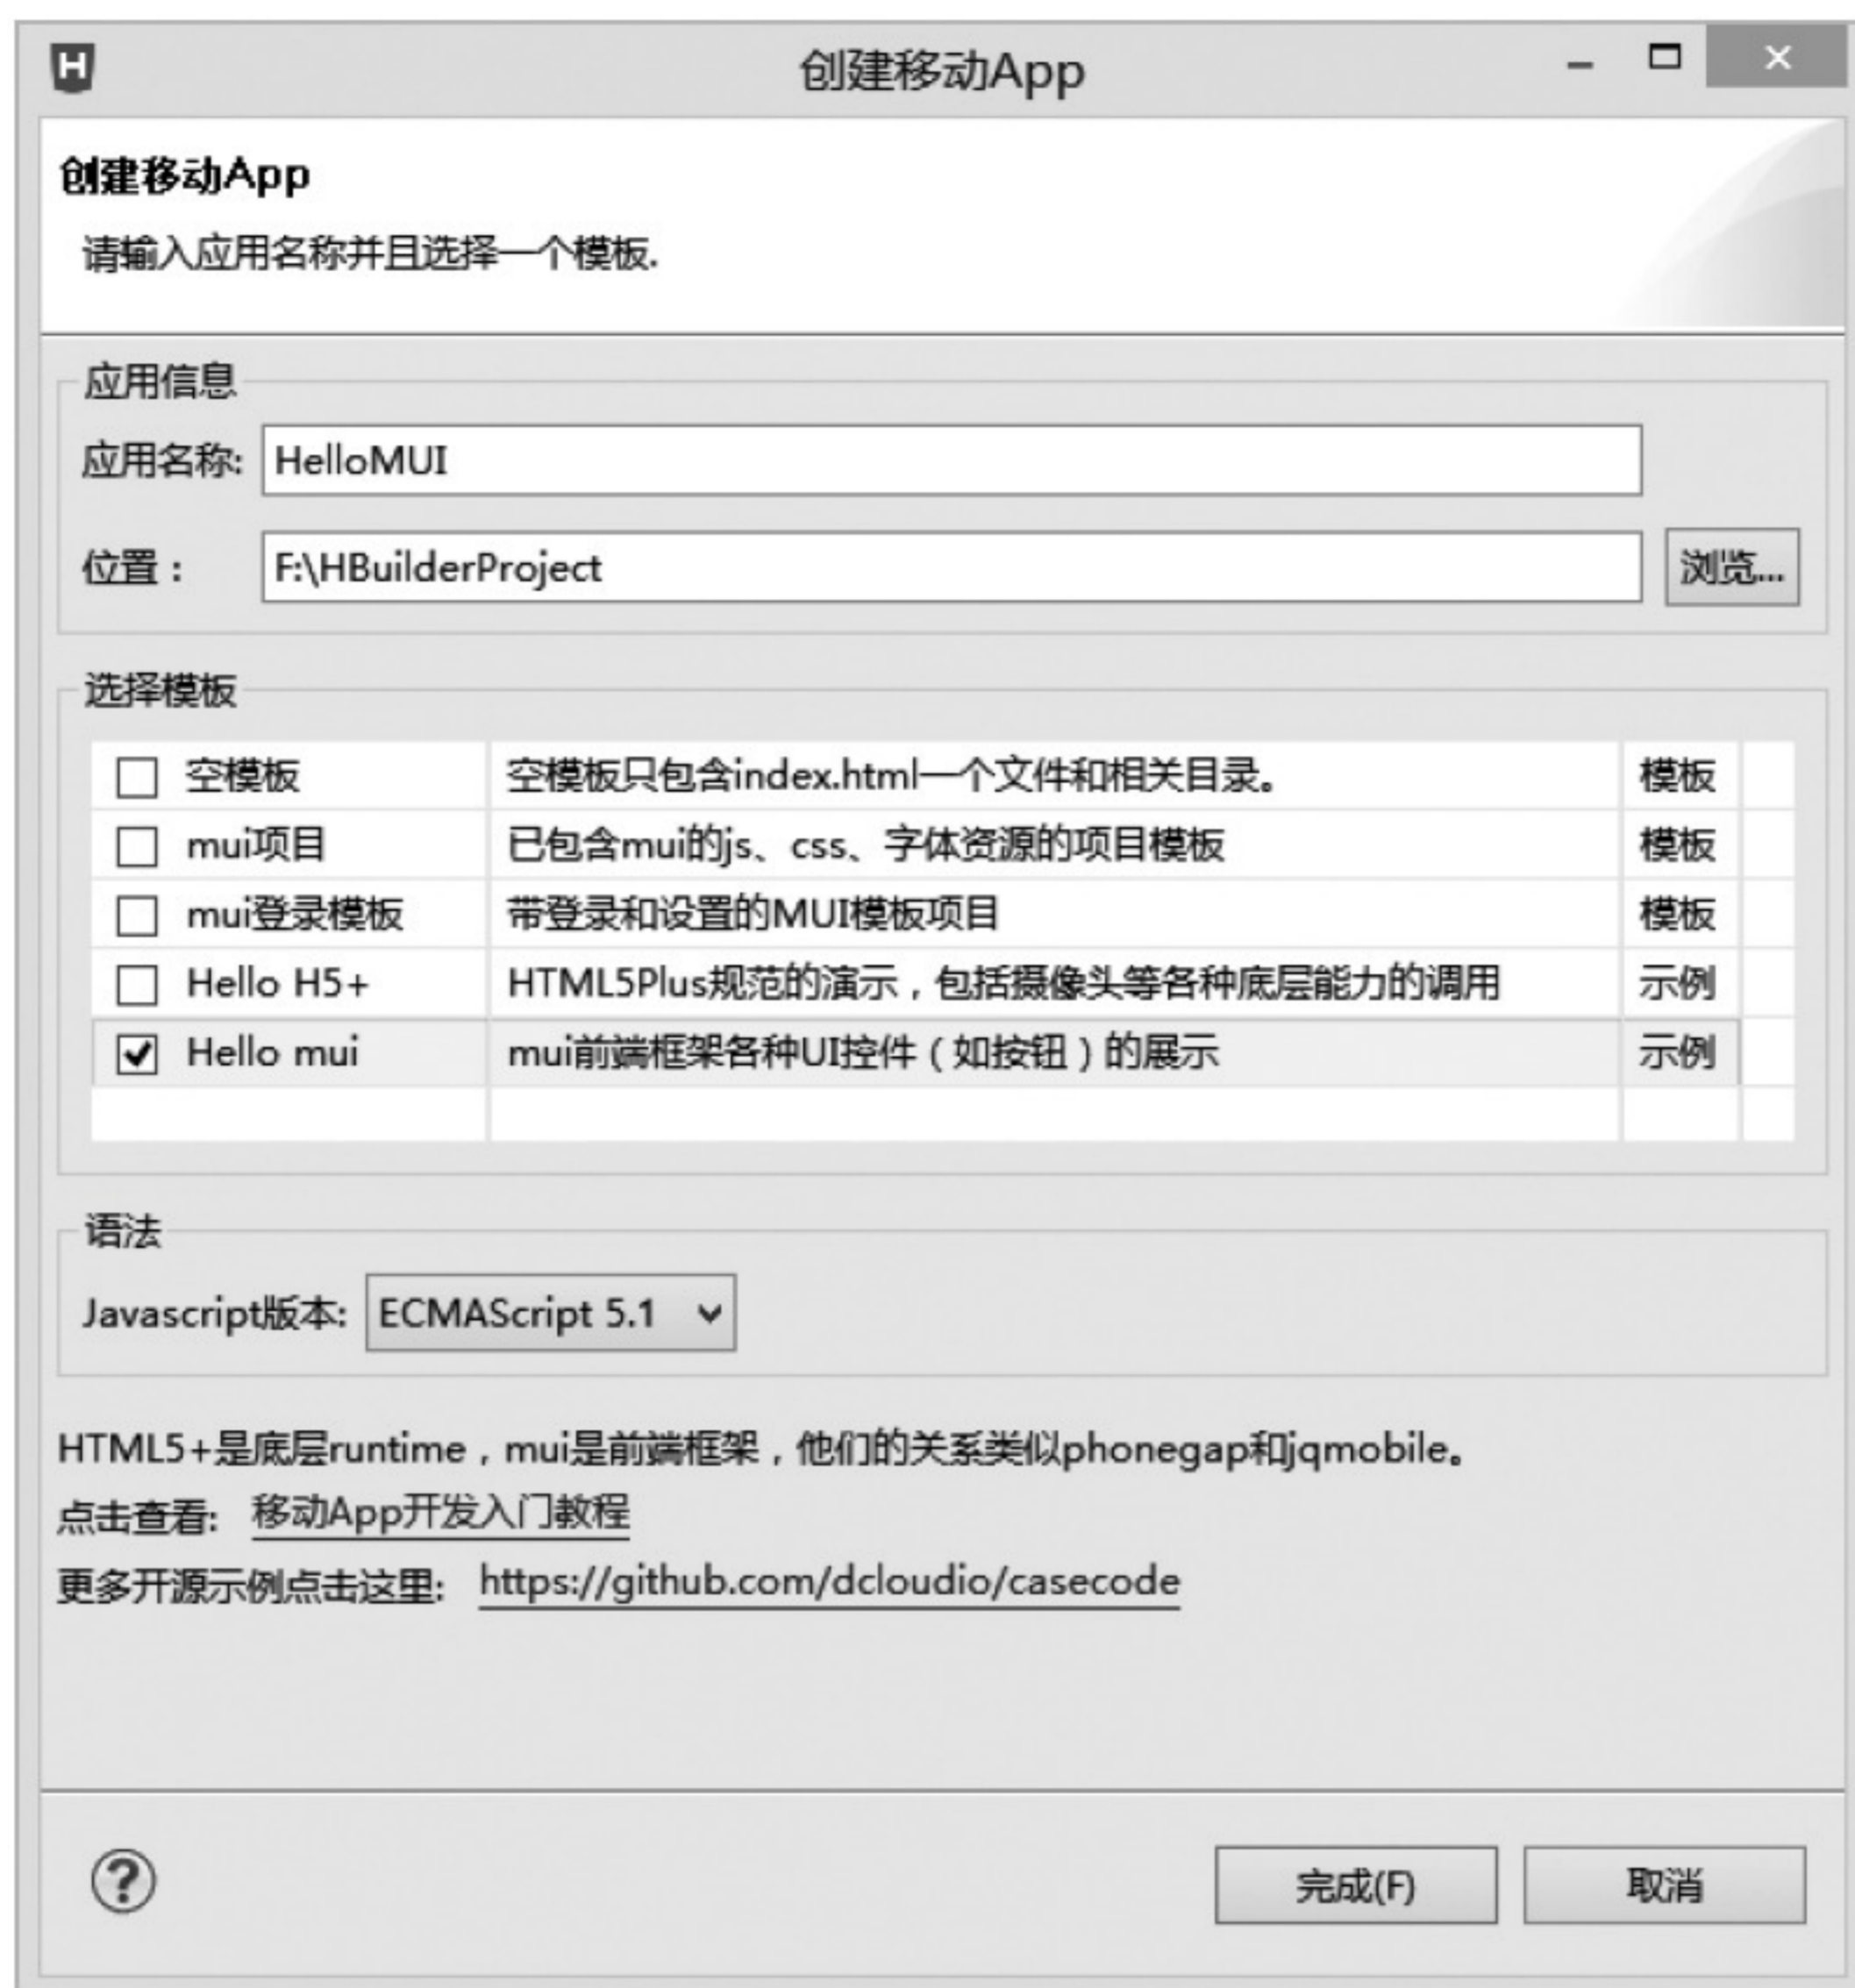 H 创建移动App
创建移动App
请输入应用名称并且选择一个模板.
应用信息
应用名称: HelloMUI
位置： F:\HBuilderProject 浏览...
选择模板
空模板 空模板只包含index.html一个文件和相关目录。 模板
mui项目 已包含mui的js、css、字体资源的项目模板 模板
mui登录模板 带登录和设置的MUI模板项目 模板
Hello H5+ HTML5Plus规范的演示，包括摄像头等各种底层能力的调用 示例
Hello mui mui前端框架各种UI控件（如按钮）的展示 示例
语法
Javascript版本: ECMAScript 5.1
HTML5+是底层runtime，mui是前端框架，他们的关系类似phonegap和jqmobile。
点击查看: 移动App开发入门教程
更多开源示例点击这里: https://github.com/dcloudio/casecode
? 完成(F) 取消